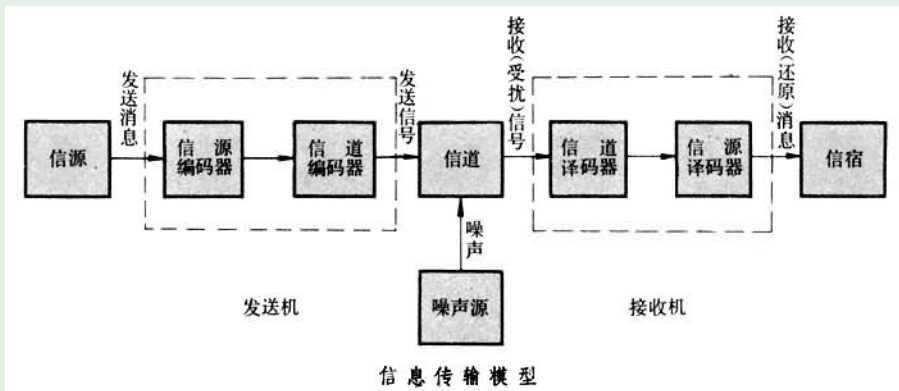 发送消息
发送信号
接收(受扰)信号
接收(还原)消息
信源
信 源
编码器
信 道
编码器
信道
信 道
译码器
信 源
译码器
信宿
噪声
发送机
噪声源
接收机
信息传输模型